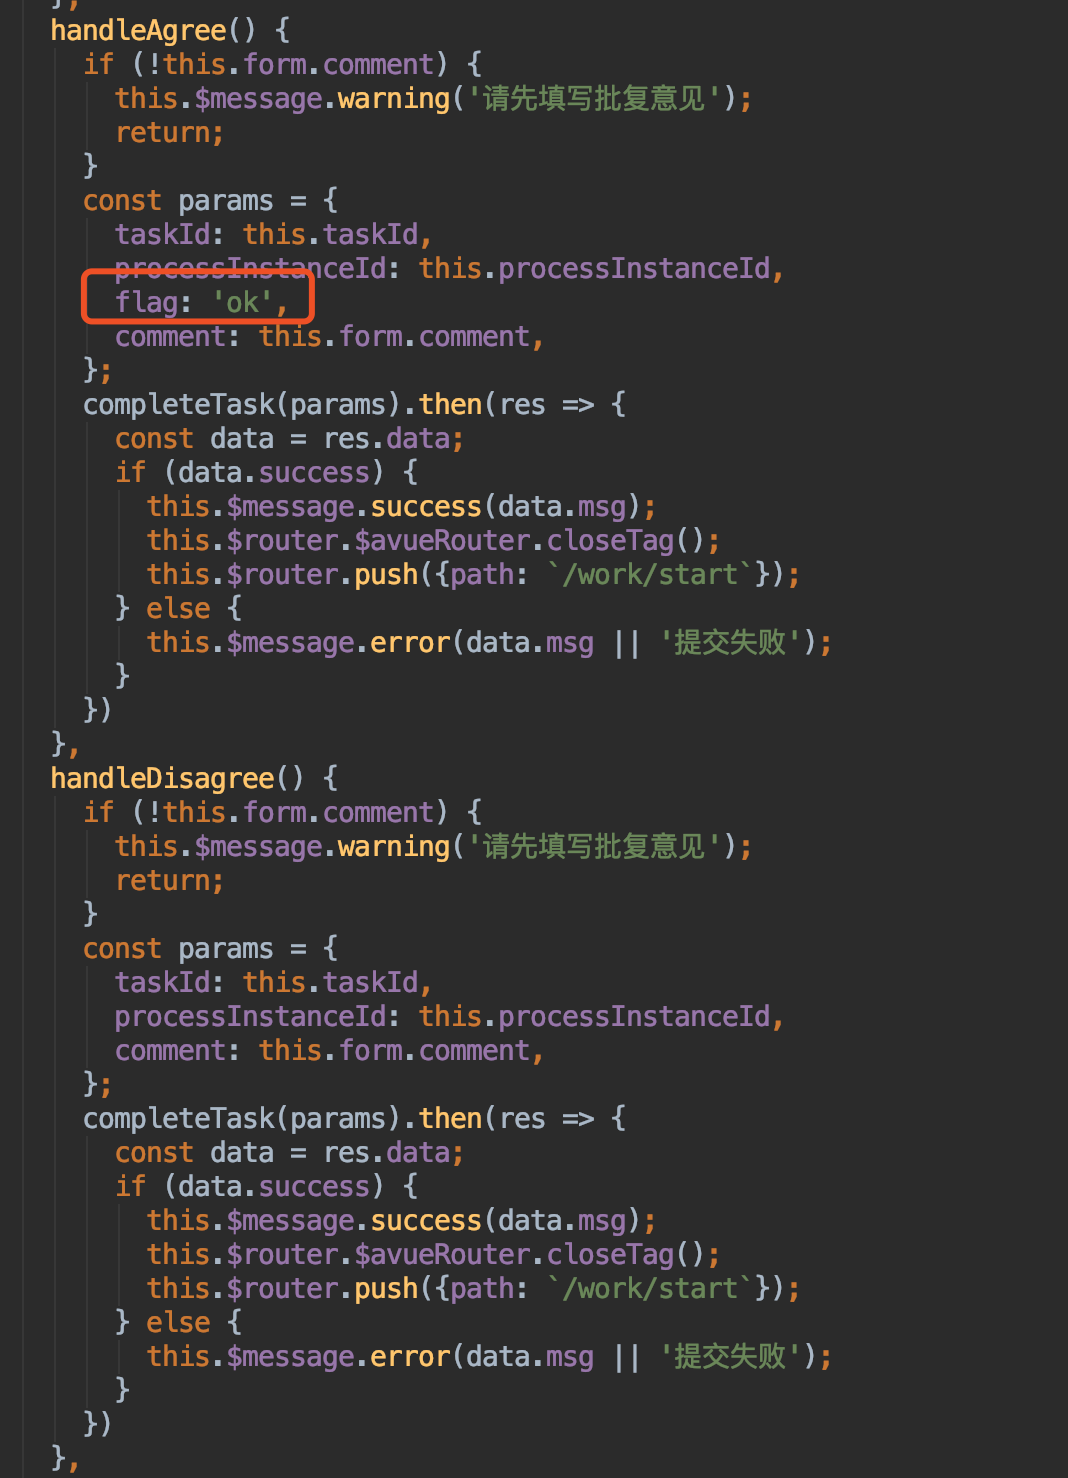 };
handleAgree() {
  if (!this.form.comment) {
    this.$message.warning('请先填写批复意见');
    return;
  }
  const params = {
    taskId: this.taskId,
    processInstanceId: this.processInstanceId,
    flag: 'ok',
    comment: this.form.comment,
  };
  completeTask(params).then(res => {
    const data = res.data;
    if (data.success) {
      this.$message.success(data.msg);
      this.$router.$avueRouter.closeTag();
      this.$router.push({path: `/work/start`});
    } else {
      this.$message.error(data.msg || '提交失败');
    }
  })
},
handleDisagree() {
  if (!this.form.comment) {
    this.$message.warning('请先填写批复意见');
    return;
  }
  const params = {
    taskId: this.taskId,
    processInstanceId: this.processInstanceId,
    comment: this.form.comment,
  };
  completeTask(params).then(res => {
    const data = res.data;
    if (data.success) {
      this.$message.success(data.msg);
      this.$router.$avueRouter.closeTag();
      this.$router.push({path: `/work/start`});
    } else {
      this.$message.error(data.msg || '提交失败');
    }
  })
},